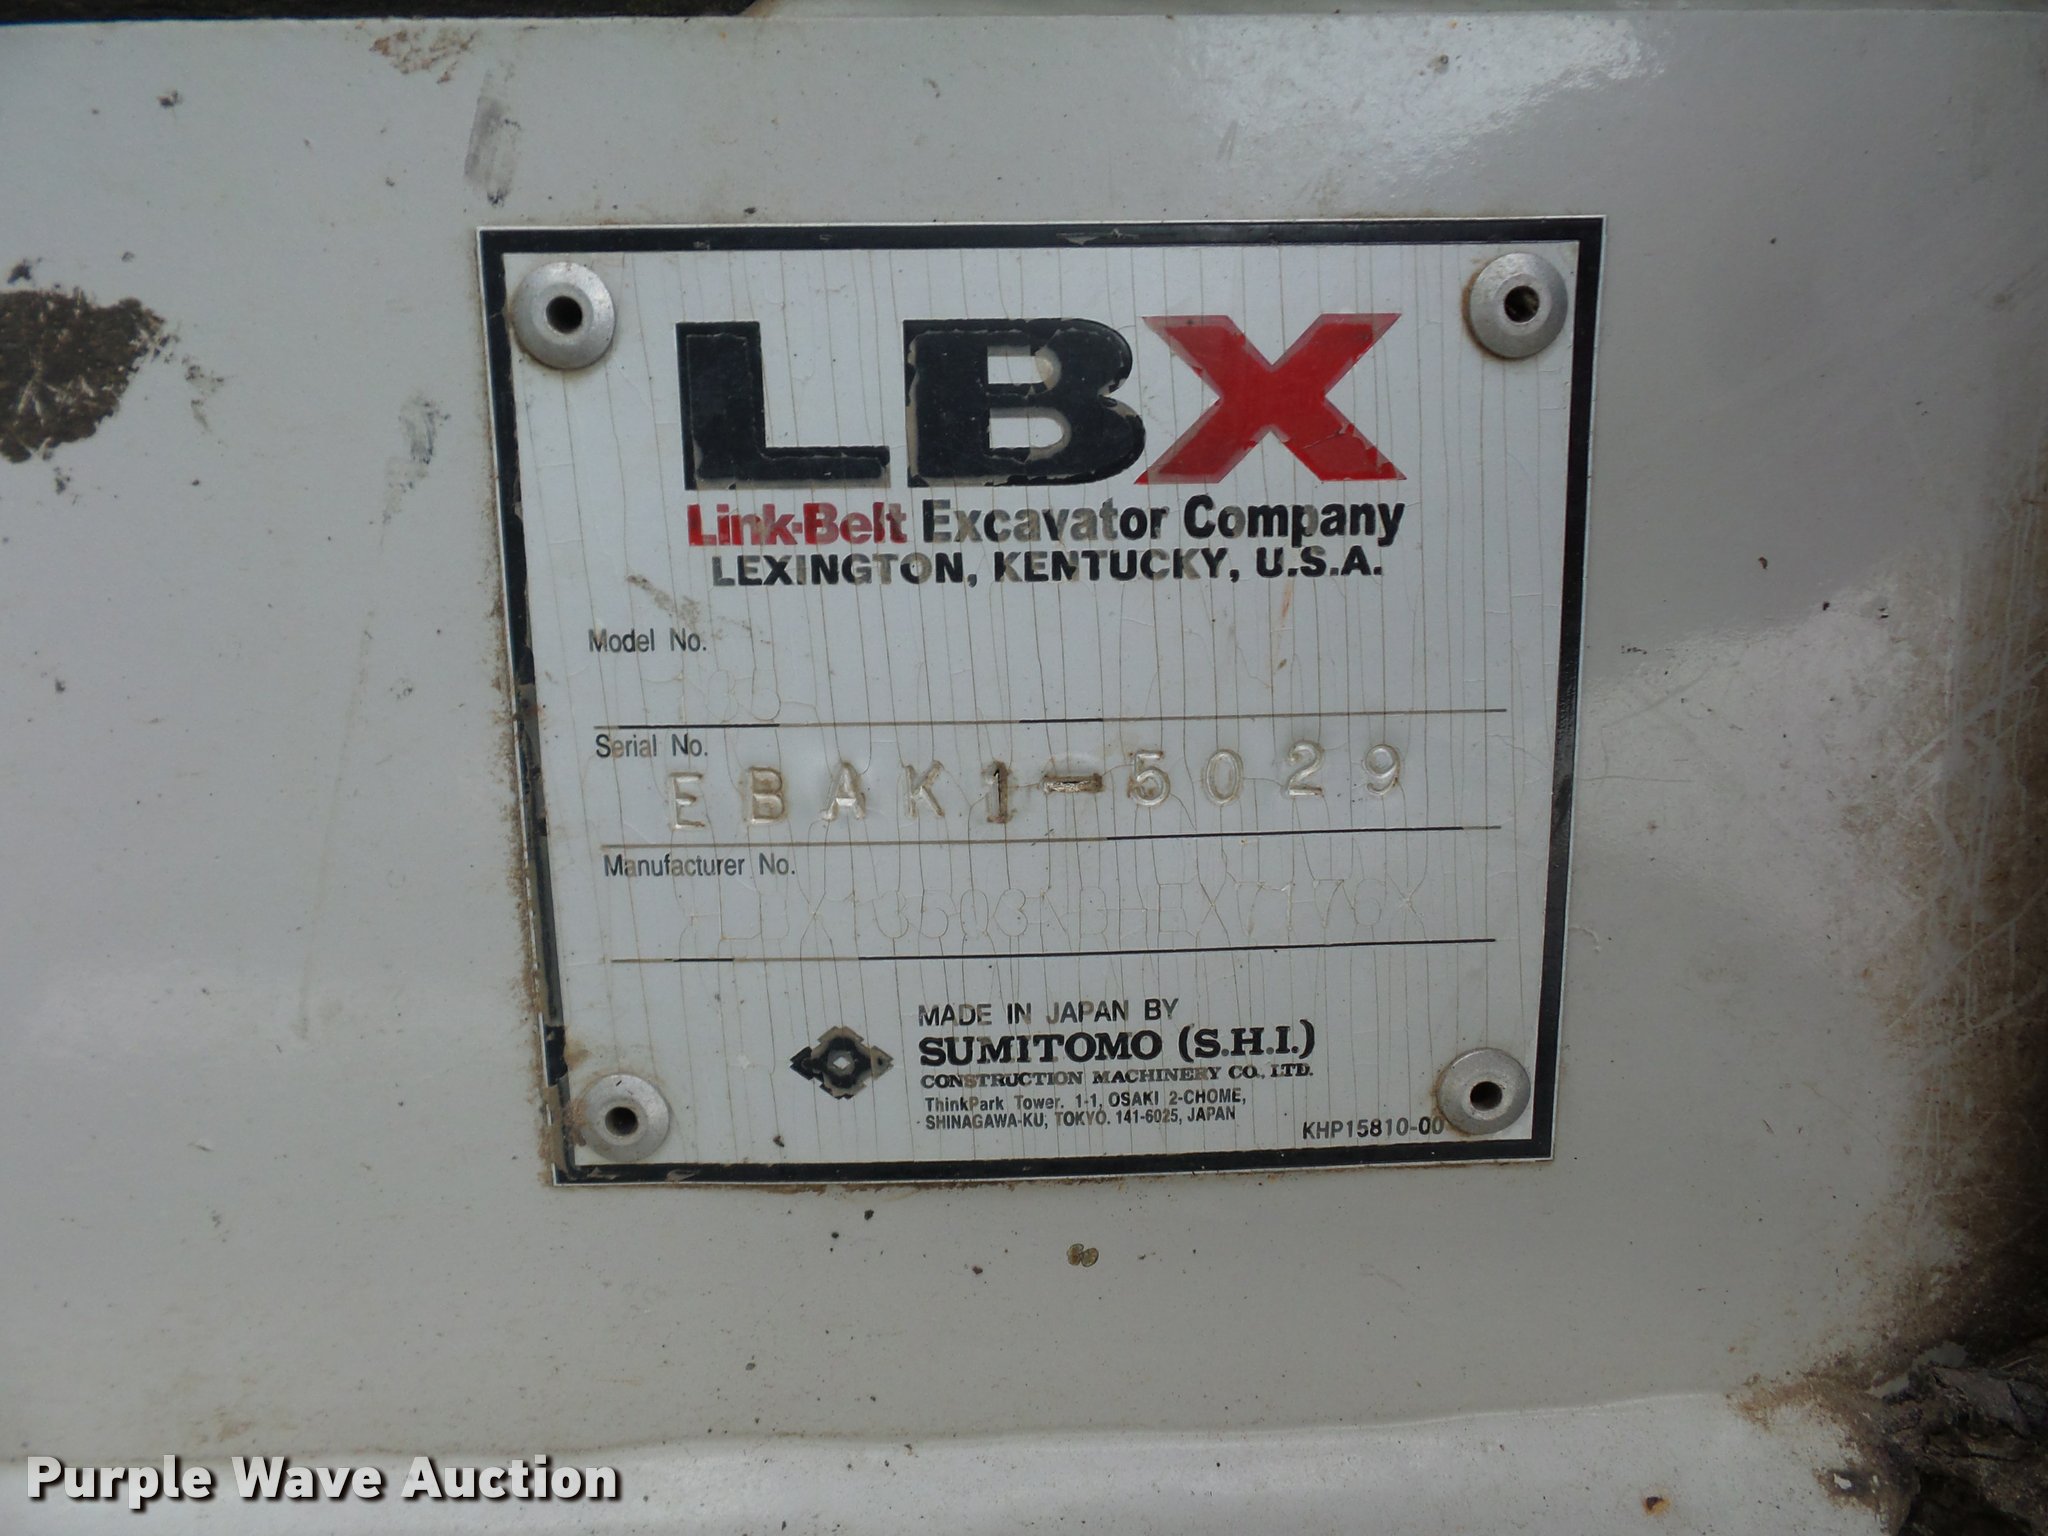 LBX
Link-Belt Excavator Company
LEXINGTON, KENTUCKY, U.S.A.
Model No.
Serial No.
EBAK1-5029
Manufacturer No.
MADE IN JAPAN BY
SUMITOMO (S.H.I.)
CONSTRUCTION MACHINERY CO., LTD.
ThinkPark Tower. 1-1, OSAKI 2-CHOME,
SHINAGAWA-KU, TOKYO. 141-6025, JAPAN
KHP15810-00
Purple Wave Auction